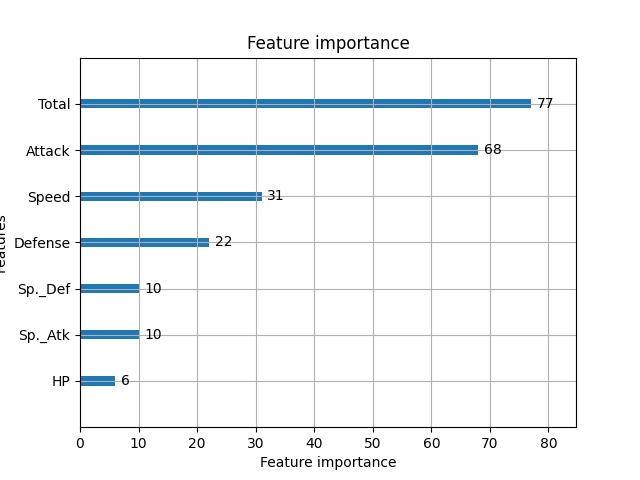 Feature importance
Total
77
Attack
68
Speed
31
Defense
22
Sp._Def
10
Sp._Atk
10
HP
6
0 10 20 30 40 50 60 70 80
Feature importance